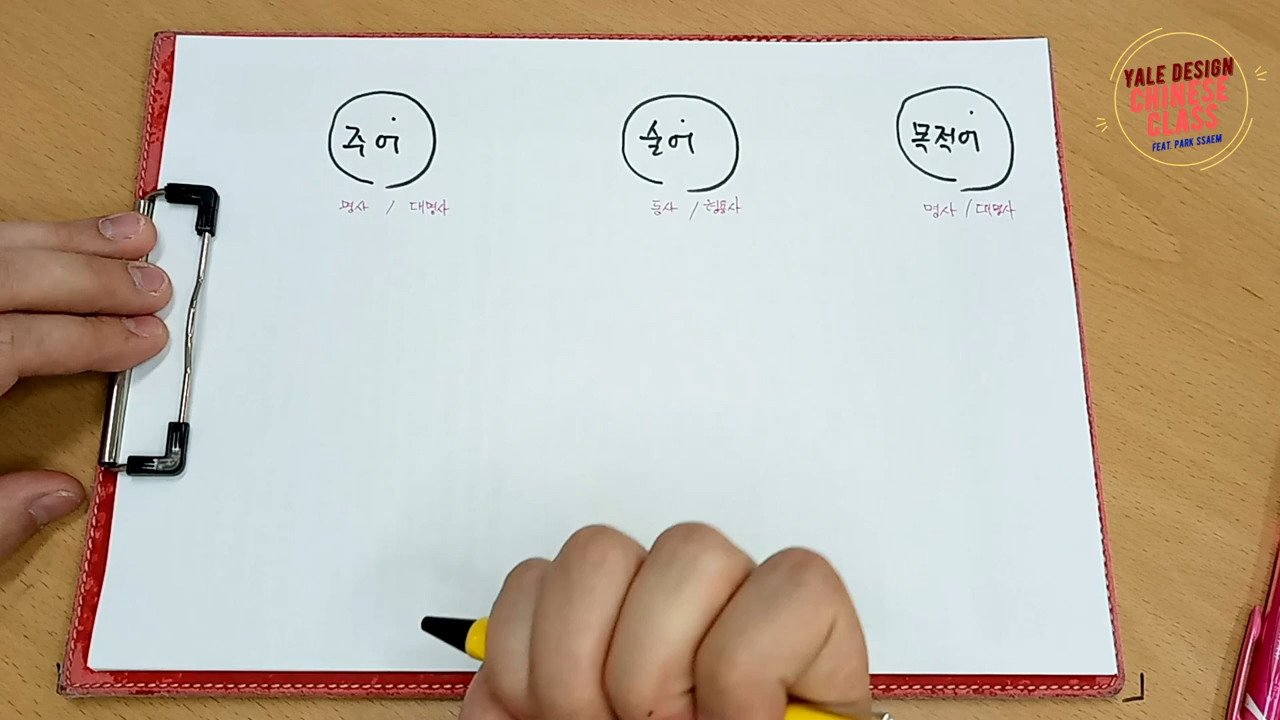 주어 술어 목적어
명사 / 대명사 동사 / 형용사 명사 / 대명사
YALE DESIGN
CHINESE
CLASS
FEAT. PARK SSAEM